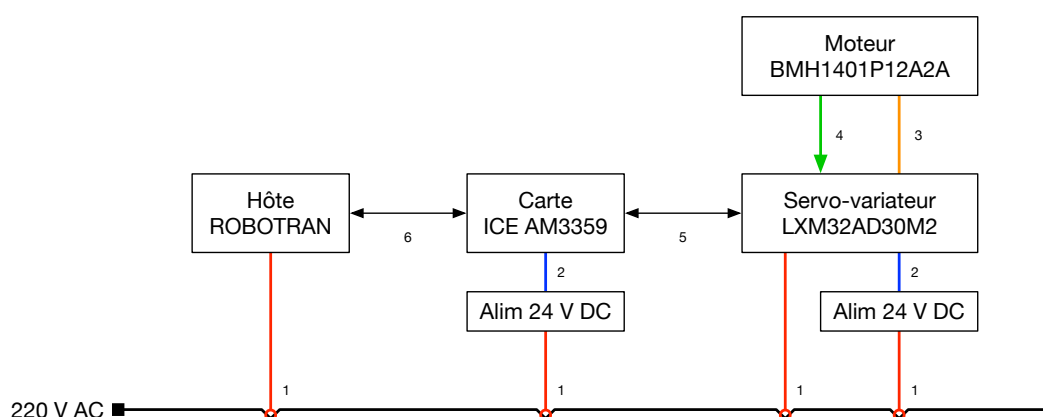 Moteur
BMH1401P12A2A
4
3
Hôte
ROBOTRAN
Carte
ICE AM3359
Servo-variateur
LXM32AD30M2
6
5
2
2
Alim 24 V DC
Alim 24 V DC
1
1
1
1
220 V AC